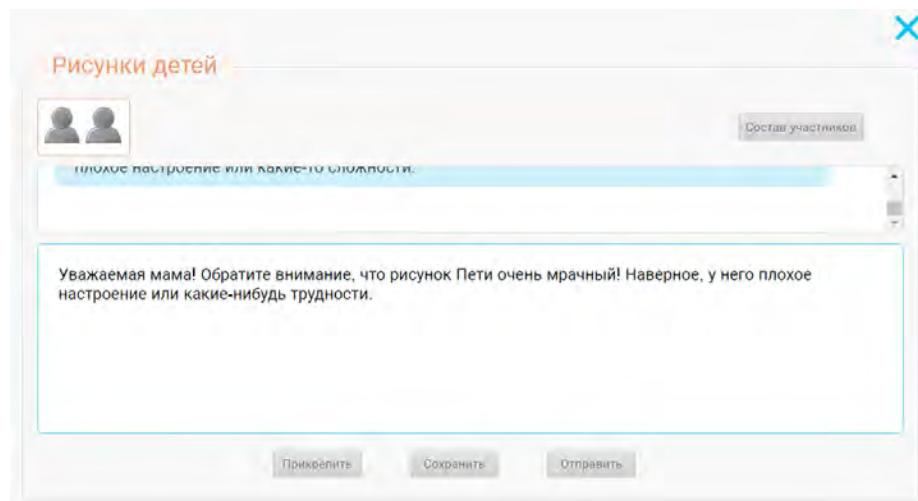 Рисунки детей
Состав участников
плохое настроение или какие-то сложности.
Уважаемая мама! Обратите внимание, что рисунок Пети очень мрачный! Наверное, у него плохое
настроение или какие-нибудь трудности.
Прикрепить Сохранить Отправить